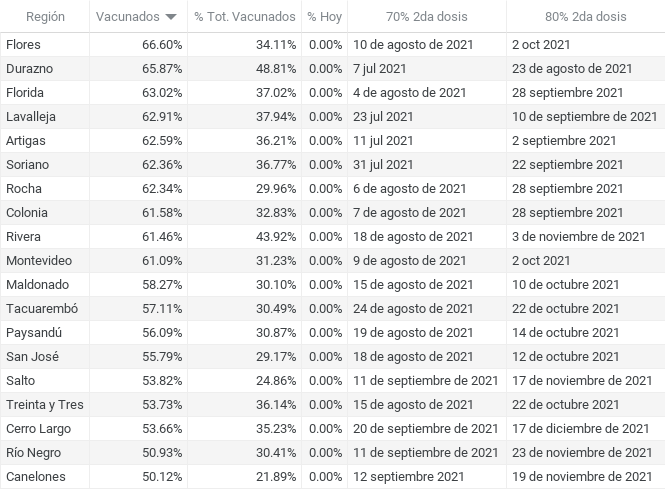 Región Vacunados % Tot. Vacunados % Hoy 70% 2da dosis 80% 2da dosis
Flores 66.60% 34.11% 0.00% 10 de agosto de 2021 2 oct 2021
Durazno 65.87% 48.81% 0.00% 7 jul 2021 23 de agosto de 2021
Florida 63.02% 37.02% 0.00% 4 de agosto de 2021 28 septiembre 2021
Lavalleja 62.91% 37.94% 0.00% 23 jul 2021 10 de septiembre de 2021
Artigas 62.59% 36.21% 0.00% 11 jul 2021 2 septiembre 2021
Soriano 62.36% 36.77% 0.00% 31 jul 2021 22 septiembre 2021
Rocha 62.34% 29.96% 0.00% 6 de agosto de 2021 28 septiembre 2021
Colonia 61.58% 32.83% 0.00% 7 de agosto de 2021 28 septiembre 2021
Rivera 61.46% 43.92% 0.00% 18 de agosto de 2021 3 de noviembre de 2021
Montevideo 61.09% 31.23% 0.00% 9 de agosto de 2021 2 oct 2021
Maldonado 58.27% 30.10% 0.00% 15 de agosto de 2021 10 de octubre de 2021
Tacuarembó 57.11% 30.49% 0.00% 24 de agosto de 2021 22 de octubre de 2021
Paysandú 56.09% 30.87% 0.00% 19 de agosto de 2021 14 de octubre de 2021
San José 55.79% 29.17% 0.00% 18 de agosto de 2021 12 de octubre de 2021
Salto 53.82% 24.86% 0.00% 11 de septiembre de 2021 17 de noviembre de 2021
Treinta y Tres 53.73% 36.14% 0.00% 15 de agosto de 2021 22 de octubre de 2021
Cerro Largo 53.66% 35.23% 0.00% 20 de septiembre de 2021 17 de diciembre de 2021
Río Negro 50.93% 30.41% 0.00% 11 de septiembre de 2021 23 de noviembre de 2021
Canelones 50.12% 21.89% 0.00% 12 septiembre 2021 19 de noviembre de 2021